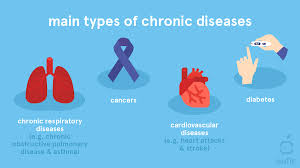 main types of chronic diseases
chronic respiratory
diseases
(e.g. chronic
obstructive pulmonary
disease & asthma)
cancers
cardiovascular
diseases
(e.g. heart attacks
& stroke)
diabetes